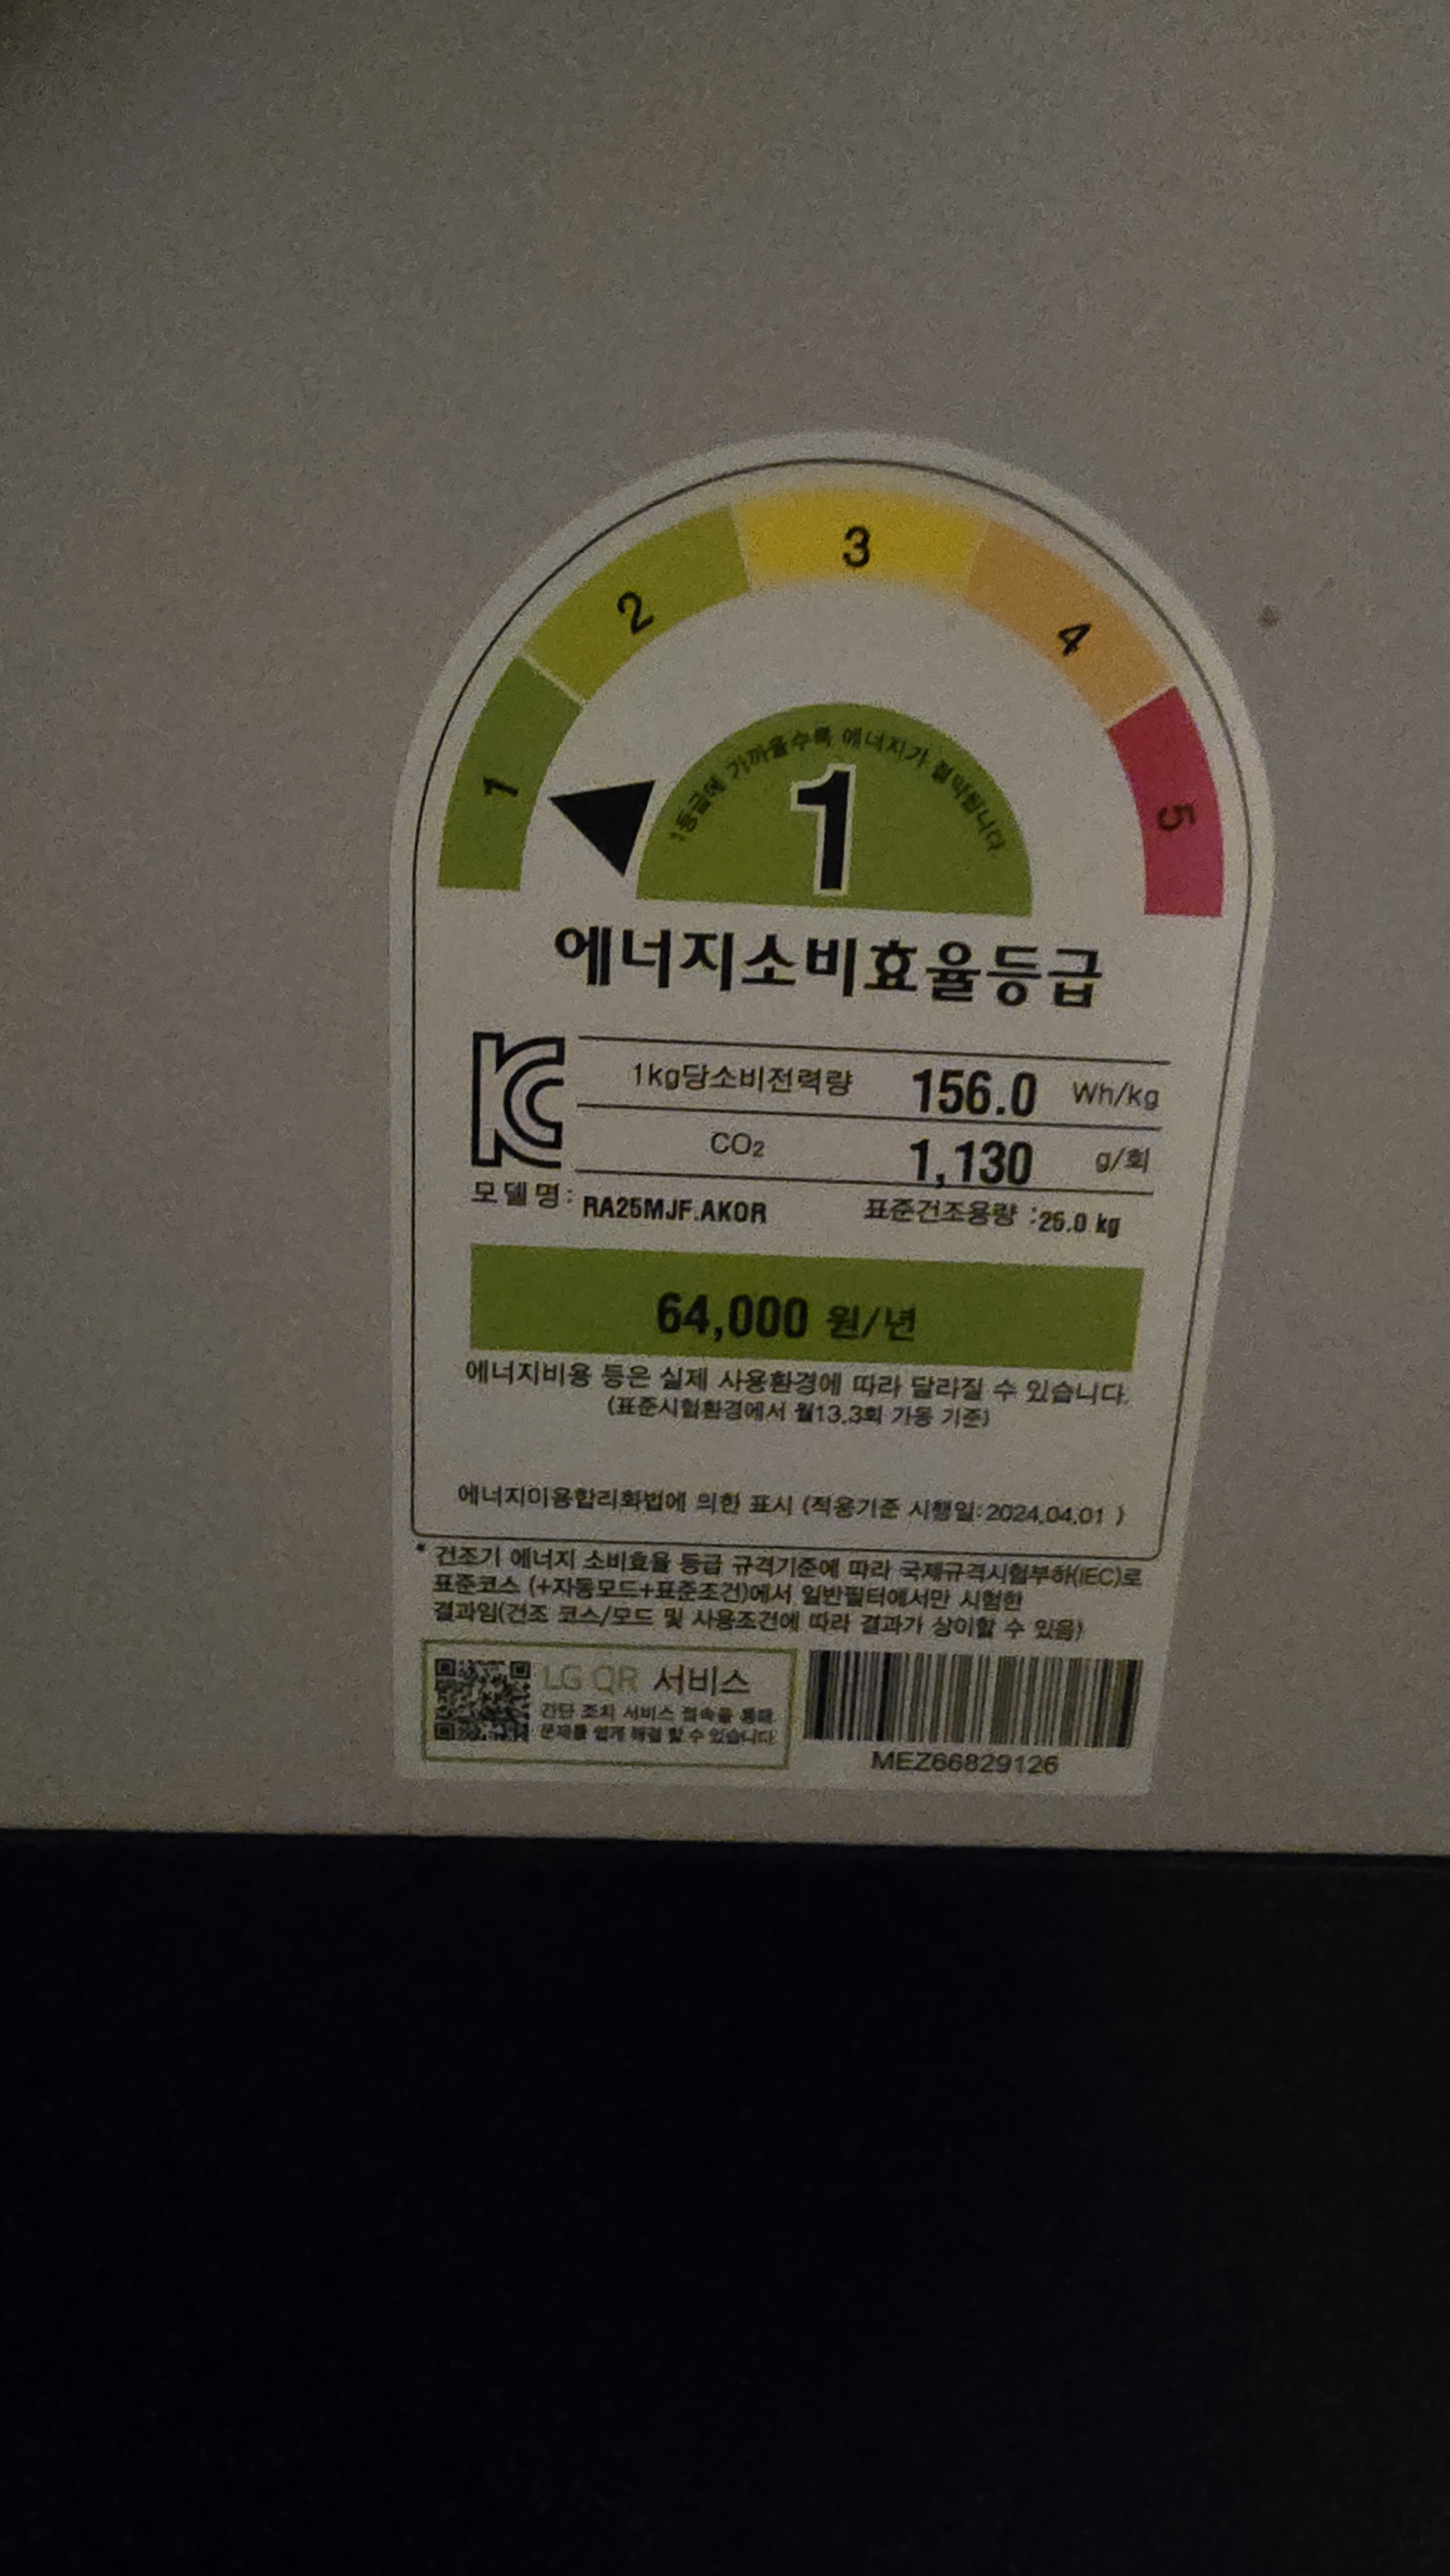 1 2 3 4 5
1등급에 가까울수록 에너지가 절약됩니다.
1
에너지소비효율등급
1kg당소비전력량 156.0 Wh/kg
CO₂ 1,130 g/회
모델명: RA25MJF.AKOR 표준건조용량 :25.0 kg
64,000 원/년
에너지비용 등은 실제 사용환경에 따라 달라질 수 있습니다.
(표준시험환경에서 월13.3회 가동 기준)
에너지이용합리화법에 의한 표시 (적용기준 시행일:2024.04.01 )
* 건조기 에너지 소비효율 등급 규격기준에 따라 국제규격시험부하(IEC)로
표준코스 (+자동모드+표준조건)에서 일반필터에서만 시험한
결과임(건조 코스/모드 및 사용조건에 따라 결과가 상이할 수 있음)
LG QR 서비스
간단 조치 서비스 접속을 통해
문제를 쉽게 해결 할 수 있습니다.
MEZ66829126